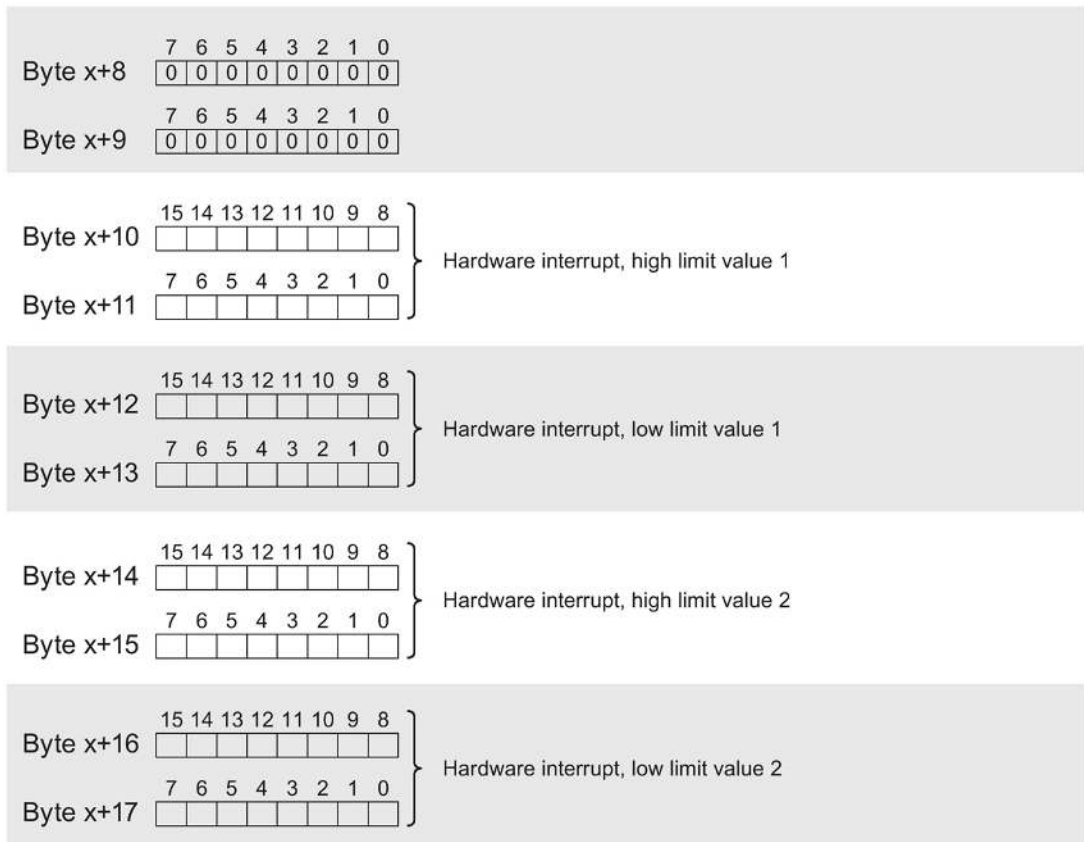 7 6 5 4 3 2 1 0
Byte x+8 0 0 0 0 0 0 0 0
7 6 5 4 3 2 1 0
Byte x+9 0 0 0 0 0 0 0 0
15 14 13 12 11 10 9 8
Byte x+10
Hardware interrupt, high limit value 1
7 6 5 4 3 2 1 0
Byte x+11
15 14 13 12 11 10 9 8
Byte x+12
Hardware interrupt, low limit value 1
7 6 5 4 3 2 1 0
Byte x+13
15 14 13 12 11 10 9 8
Byte x+14
Hardware interrupt, high limit value 2
7 6 5 4 3 2 1 0
Byte x+15
15 14 13 12 11 10 9 8
Byte x+16
Hardware interrupt, low limit value 2
7 6 5 4 3 2 1 0
Byte x+17